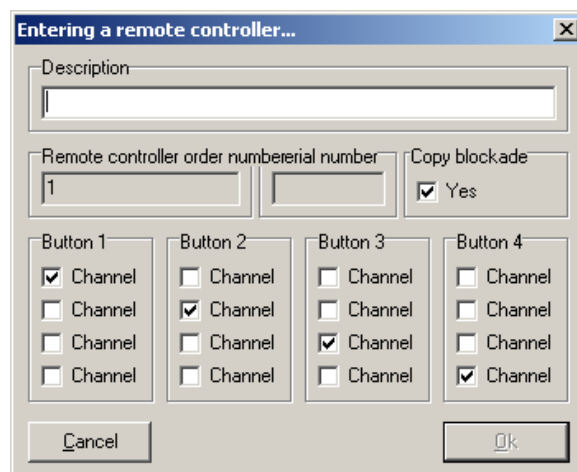 Entering a remote controller...
Description
Remote controller order number erial number Copy blockade
1 Yes
Button 1 Button 2 Button 3 Button 4
Channel Channel Channel Channel
Channel Channel Channel Channel
Channel Channel Channel Channel
Channel Channel Channel Channel
Cancel Ok